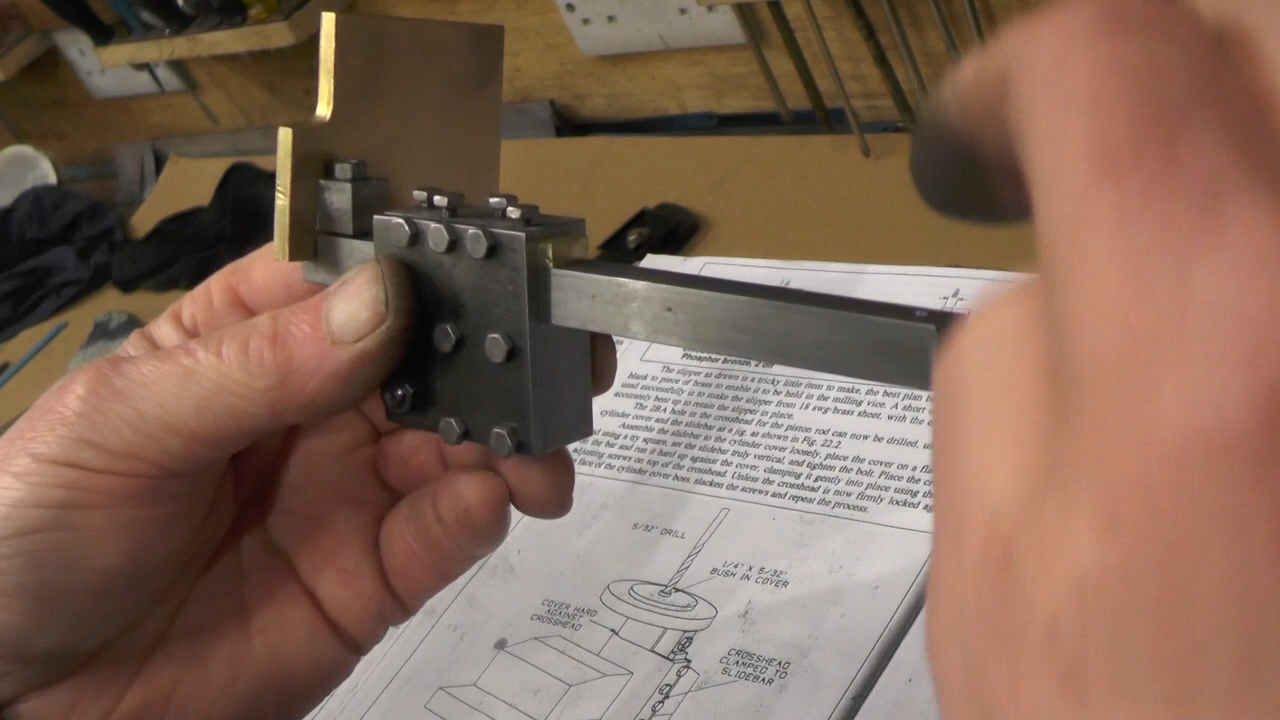 Phosphor bronze, 2 off
The slipper as drawn is a tricky little item to make, the best plan
blank to piece of brass to enable it to be held in the milling vice. A short
used successfully is to make the slipper from 18 swg brass sheet, with the
accurately bent up to retain the slipper in place.
The 2BA hole in the crosshead for the piston rod can now be drilled,
cylinder cover and the slidebar as a jig, as shown in Fig. 22.2
Assemble the slidebar to the cylinder cover loosely, place the cover on a
using a try square, set the slidebar truly vertical, and tighten the bolt. Place the
the bar and run it hard up against the cover, clamping it gently into place using
adjusting screws on top of the crosshead. Unless the crosshead is now firmly locked
face of the cylinder cover boss, slacken the screws and repeat the process.
5/32" DRILL
1/4" X 5/32"
BUSH IN COVER
COVER HARD
AGAINST
CROSSHEAD
CROSSHEAD
CLAMPED TO
SLIDEBAR